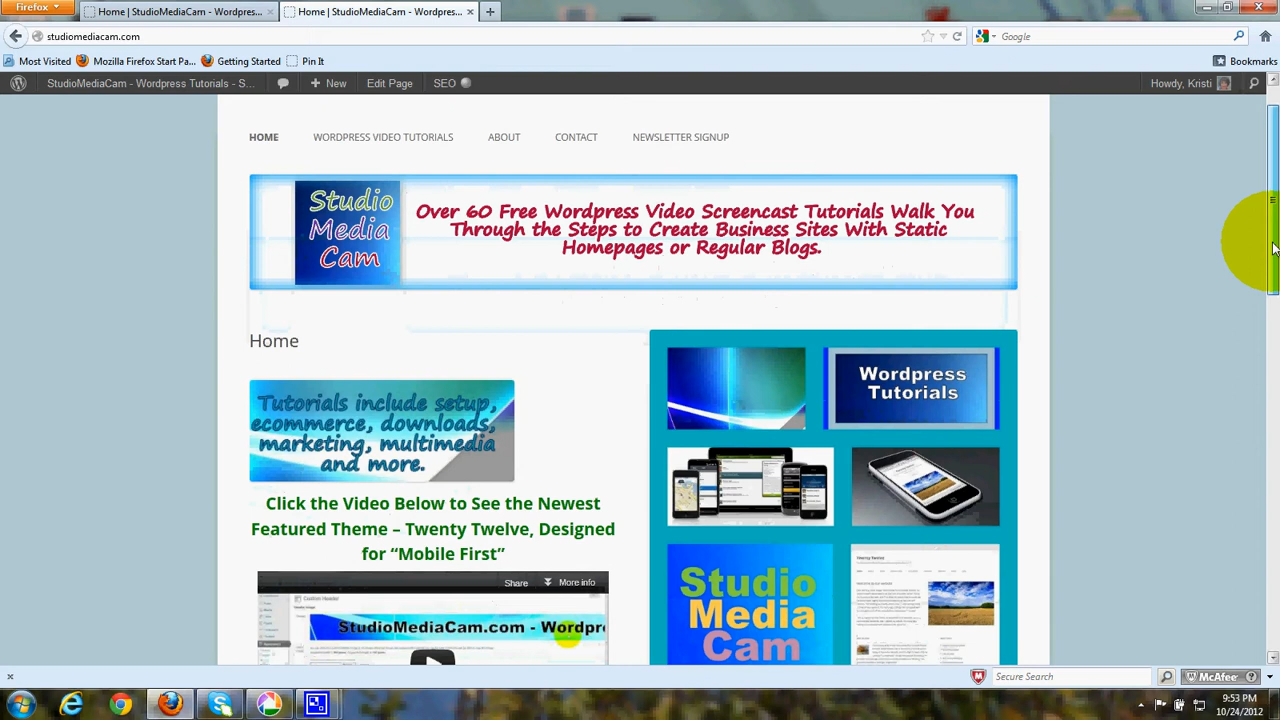 Firefox
Home | StudioMediaCam - Wordpres...
Home | StudioMediaCam - Wordpres...
studiomediacam.com
Google
Most Visited
Mozilla Firefox Start Pa...
Getting Started
Pin It
Bookmarks
StudioMediaCam - Wordpress Tutorials - S...
New
Edit Page
SEO
Howdy, Kristi
HOME
WORDPRESS VIDEO TUTORIALS
ABOUT
CONTACT
NEWSLETTER SIGNUP
Studio
Media
Cam
Over 60 Free Wordpress Video Screencast Tutorials Walk You
Through the Steps to Create Business Sites With Static
Homepages or Regular Blogs.
Home
Tutorials include setup,
ecommerce, downloads,
marketing, multimedia
and more.
Click the Video Below to See the Newest
Featured Theme – Twenty Twelve, Designed
for “Mobile First”
Share
More info
Custom Header
StudioMediaCam.com - Wordpr
Wordpress
Tutorials
Studio
Media
Cam
Secure Search
McAfee
9:53 PM
10/24/2012